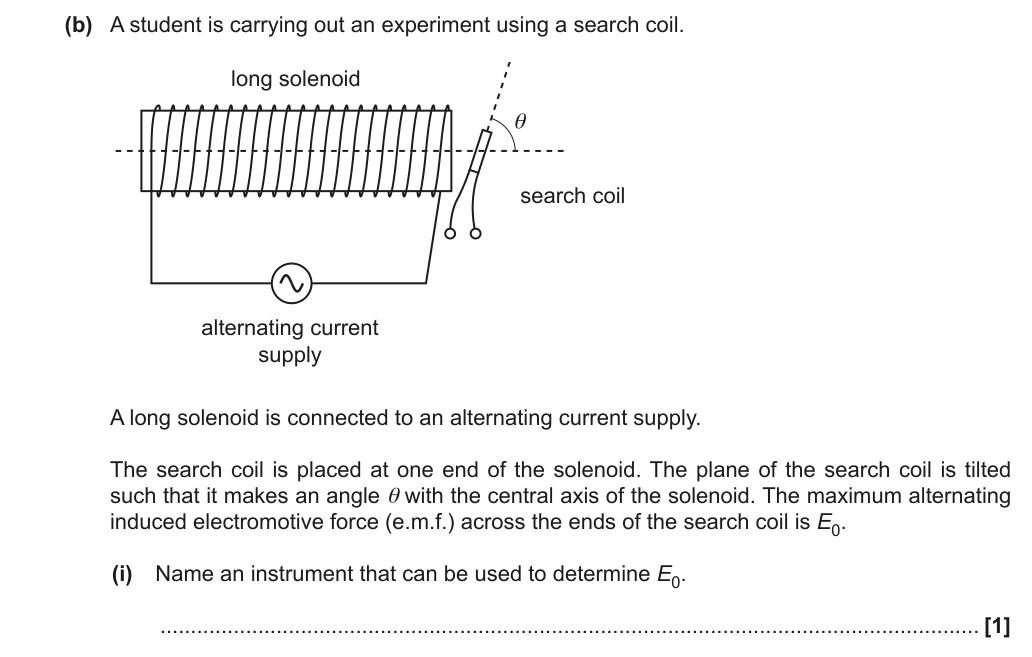 (b) A student is carrying out an experiment using a search coil.
long solenoid
θ
search coil
alternating current
supply
A long solenoid is connected to an alternating current supply.
The search coil is placed at one end of the solenoid. The plane of the search coil is tilted
such that it makes an angle θ with the central axis of the solenoid. The maximum alternating
induced electromotive force (e.m.f.) across the ends of the search coil is E₀.
(i) Name an instrument that can be used to determine E₀.
[1]